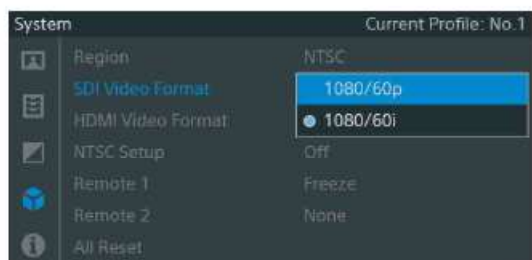 System Current Profile: No.1
Region NTSC
SDI Video Format 1080/60p
HDMI Video Format 1080/60i
NTSC Setup Off
Remote 1 Freeze
Remote 2 None
All Reset